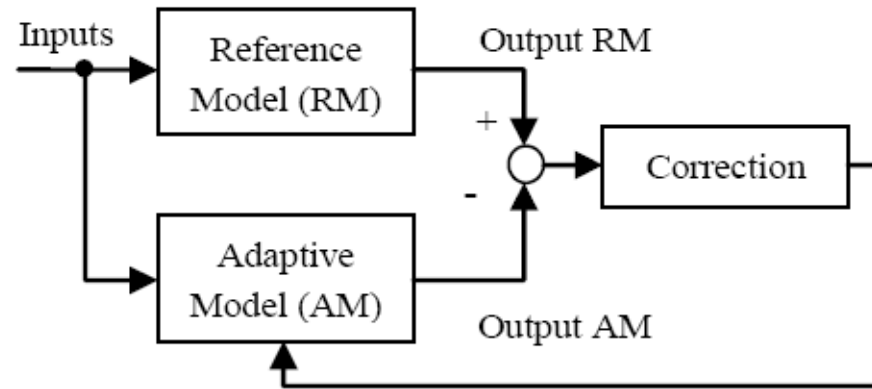 Inputs
Reference
Model (RM)
Output RM
+
Correction
-
Adaptive
Model (AM)
Output AM